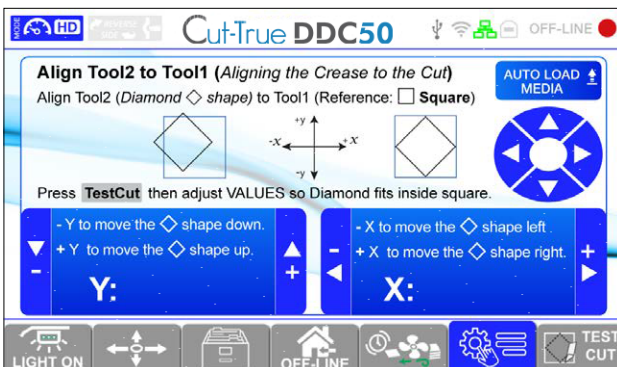 MODE HD REVERSE SIDE Cut-True DDC50 OFF-LINE
Align Tool2 to Tool1 (Aligning the Crease to the Cut)
AUTO LOAD
MEDIA
Align Tool2 (Diamond ◇ shape) to Tool1 (Reference: □ Square)
+y
-x +x
-y
Press TestCut then adjust VALUES so Diamond fits inside square.
- Y to move the ◇ shape down.
+ Y to move the ◇ shape up.
- +
Y:
- X to move the ◇ shape left .
+ X to move the ◇ shape right.
- +
X:
LIGHT ON
OFF-LINE
TEST
CUT